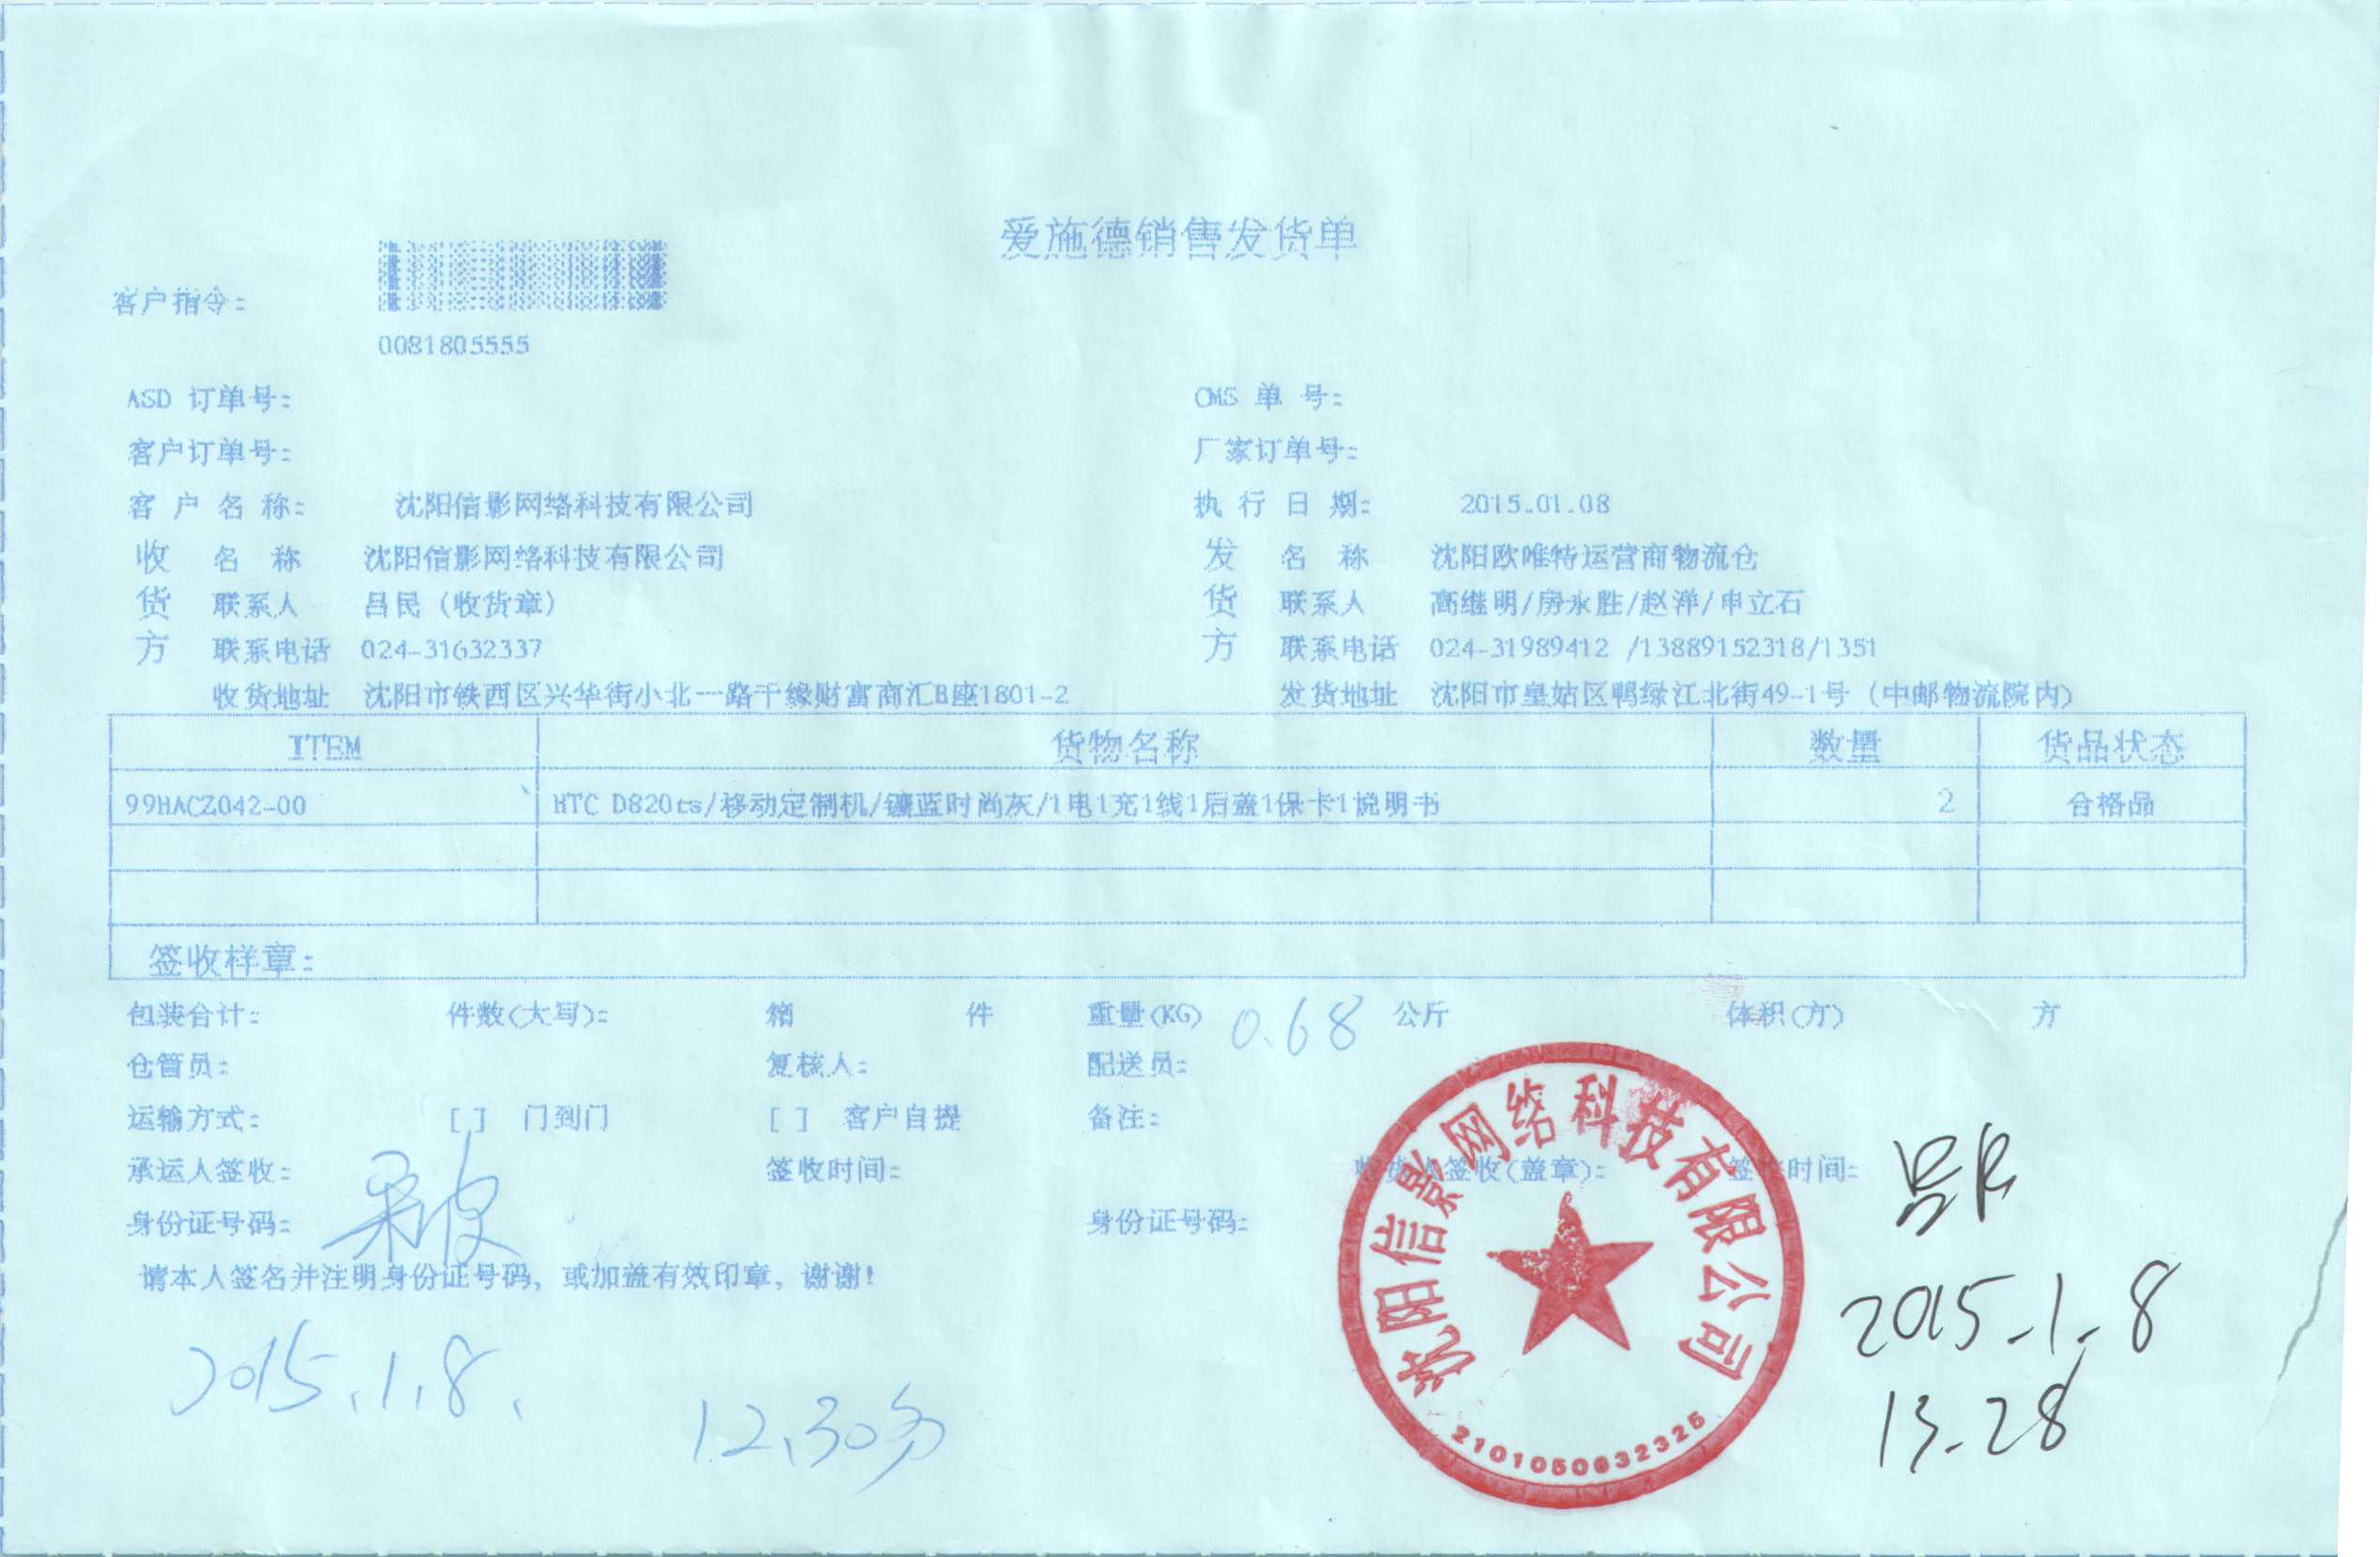 爱施德销售发货单
客户指令:
0081805555
ASD 订单号: CMS 单 号:
客户订单号: 厂家订单号:
客 户 名 称: 沈阳信影网络科技有限公司 执 行 日 期: 2015.01.08
收 名 称 沈阳信影网络科技有限公司 发 名 称 沈阳欧唯特运营商物流仓
货 联系人 吕民 (收货章) 货 联系人 高继明/房永胜/赵洋/申立石
方 联系电话 024-31632337 方 联系电话 024-31989412 /13889152318/1351
收货地址 沈阳市铁西区兴华街小北一路千缘财富商汇B座1801-2 发货地址 沈阳市皇姑区鸭绿江北街49-1号 (中邮物流院内)
ITEM 货物名称 数量 货品状态
99HACZ042-00 HTC D820ts/移动定制机/镶蓝时尚灰/1电1充1线1后盖1保卡1说明书 2 合格品
签收样章:
包装合计: 件数(大写): 箱 件 重量(KG) 0.68 公斤 体积(方) 方
仓管员: 复核人: 配送员:
运输方式: [ ] 门到门 [ ] 客户自提 备注:
承运人签收: 签收时间: 收货人签收(盖章): 签收时间:
身份证号码: 身份证号码:
请本人签名并注明身份证号码, 或加盖有效印章, 谢谢!
2015.1.8. 12.30分
沈阳信影网络科技有限公司
2101050632325
2015.1.8
13.28